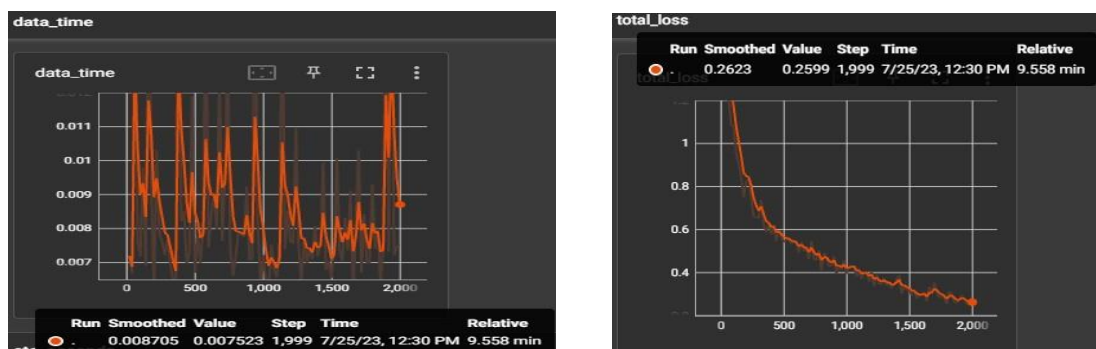 data_time
data_time
0.011
0.01
0.009
0.008
0.007
0 500 1,000 1,500 2,000
Run Smoothed Value Step Time Relative
. 0.008705 0.007523 1,999 7/25/23, 12:30 PM 9.558 min
total_loss
Run Smoothed Value Step Time Relative
. 0.2623 0.2599 1,999 7/25/23, 12:30 PM 9.558 min
total_loss
1
0.8
0.6
0.4
0 500 1,000 1,500 2,000